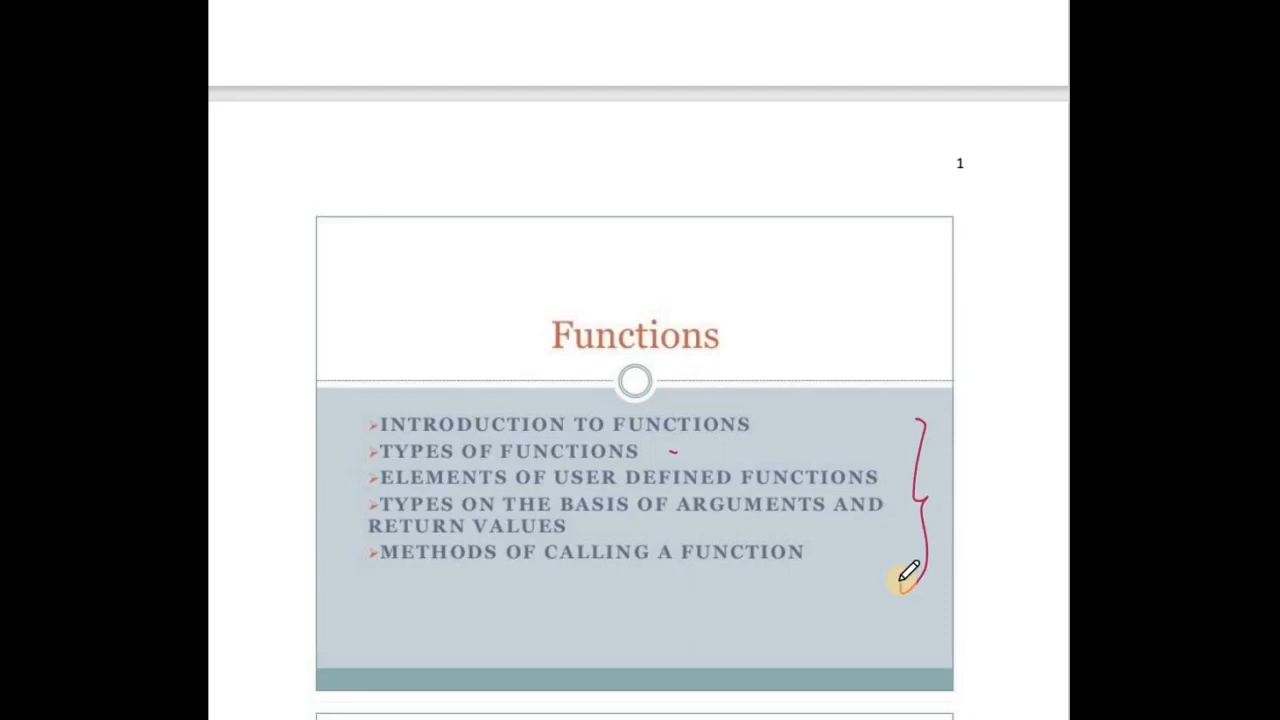 1
Functions
➢INTRODUCTION TO FUNCTIONS
➢TYPES OF FUNCTIONS
➢ELEMENTS OF USER DEFINED FUNCTIONS
➢TYPES ON THE BASIS OF ARGUMENTS AND
RETURN VALUES
➢METHODS OF CALLING A FUNCTION